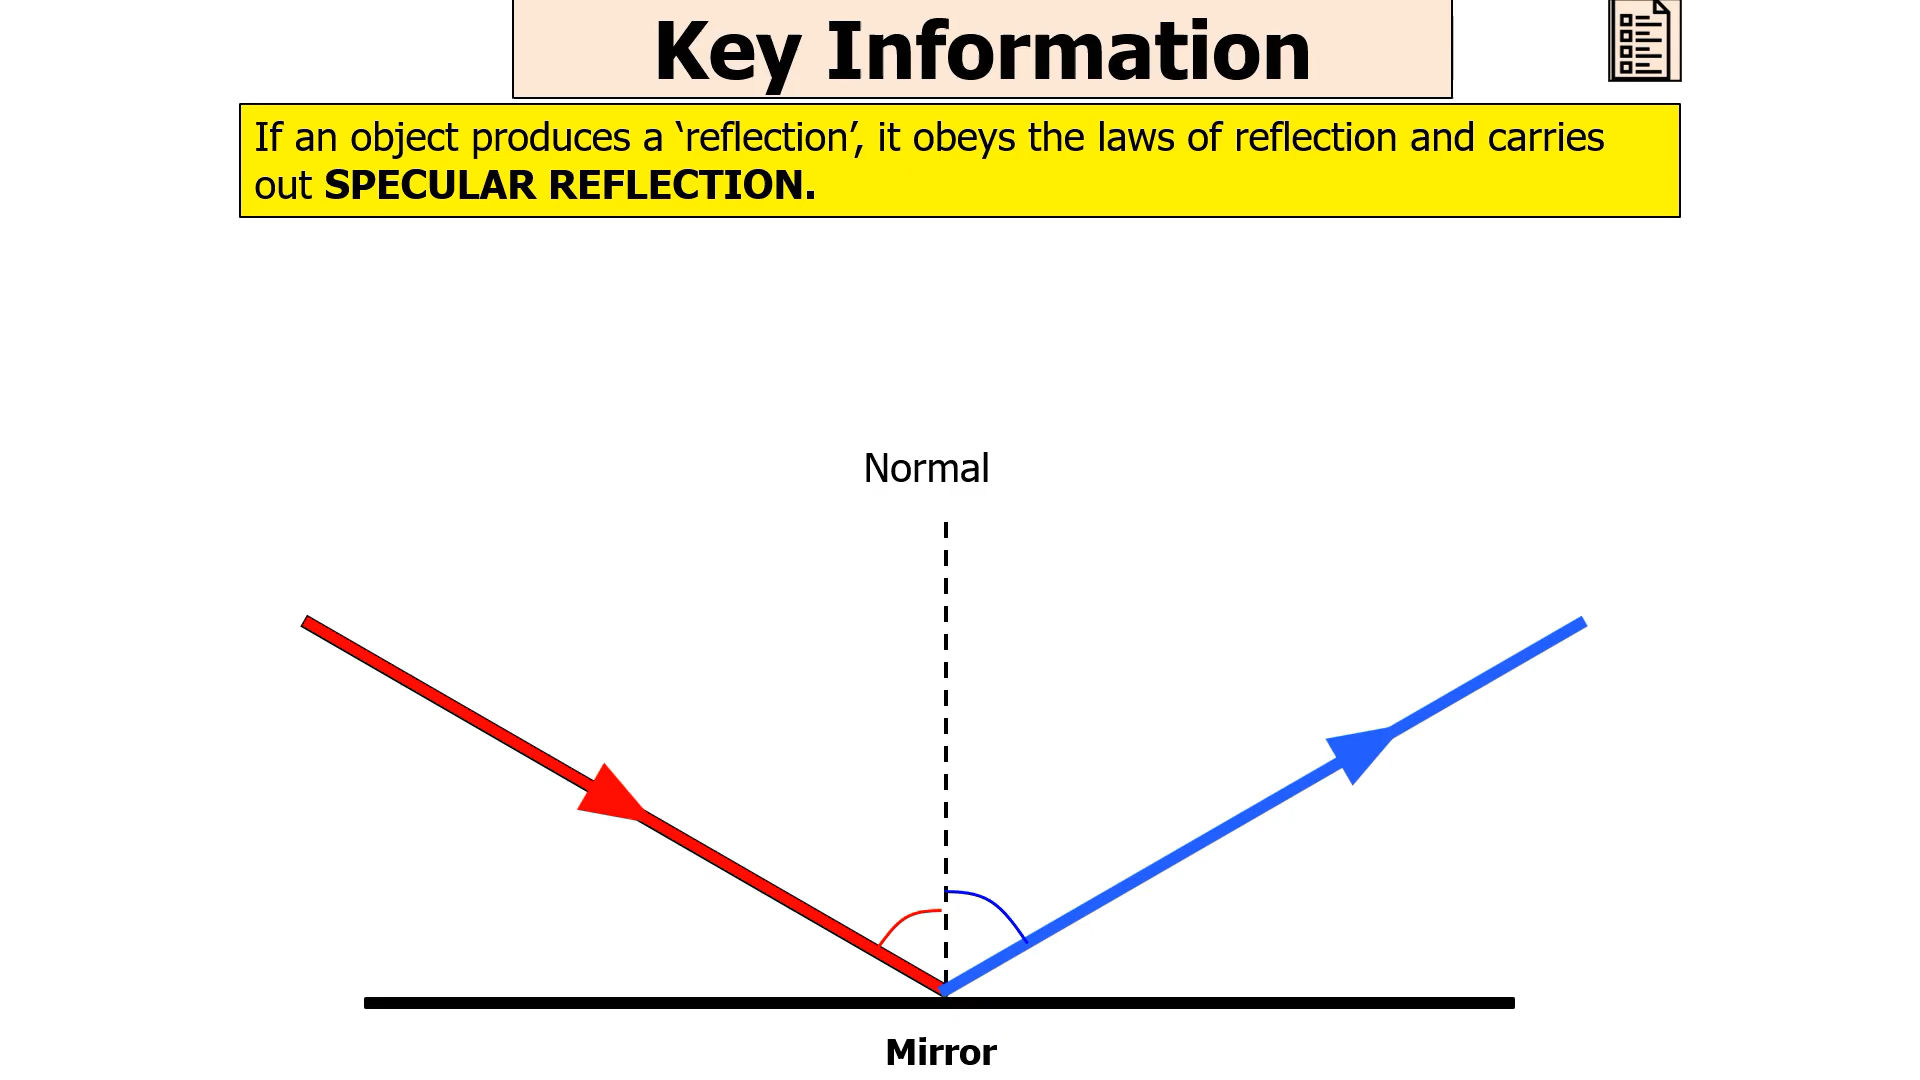 Key Information
If an object produces a ‘reflection’, it obeys the laws of reflection and carries
out SPECULAR REFLECTION.
Normal
Mirror